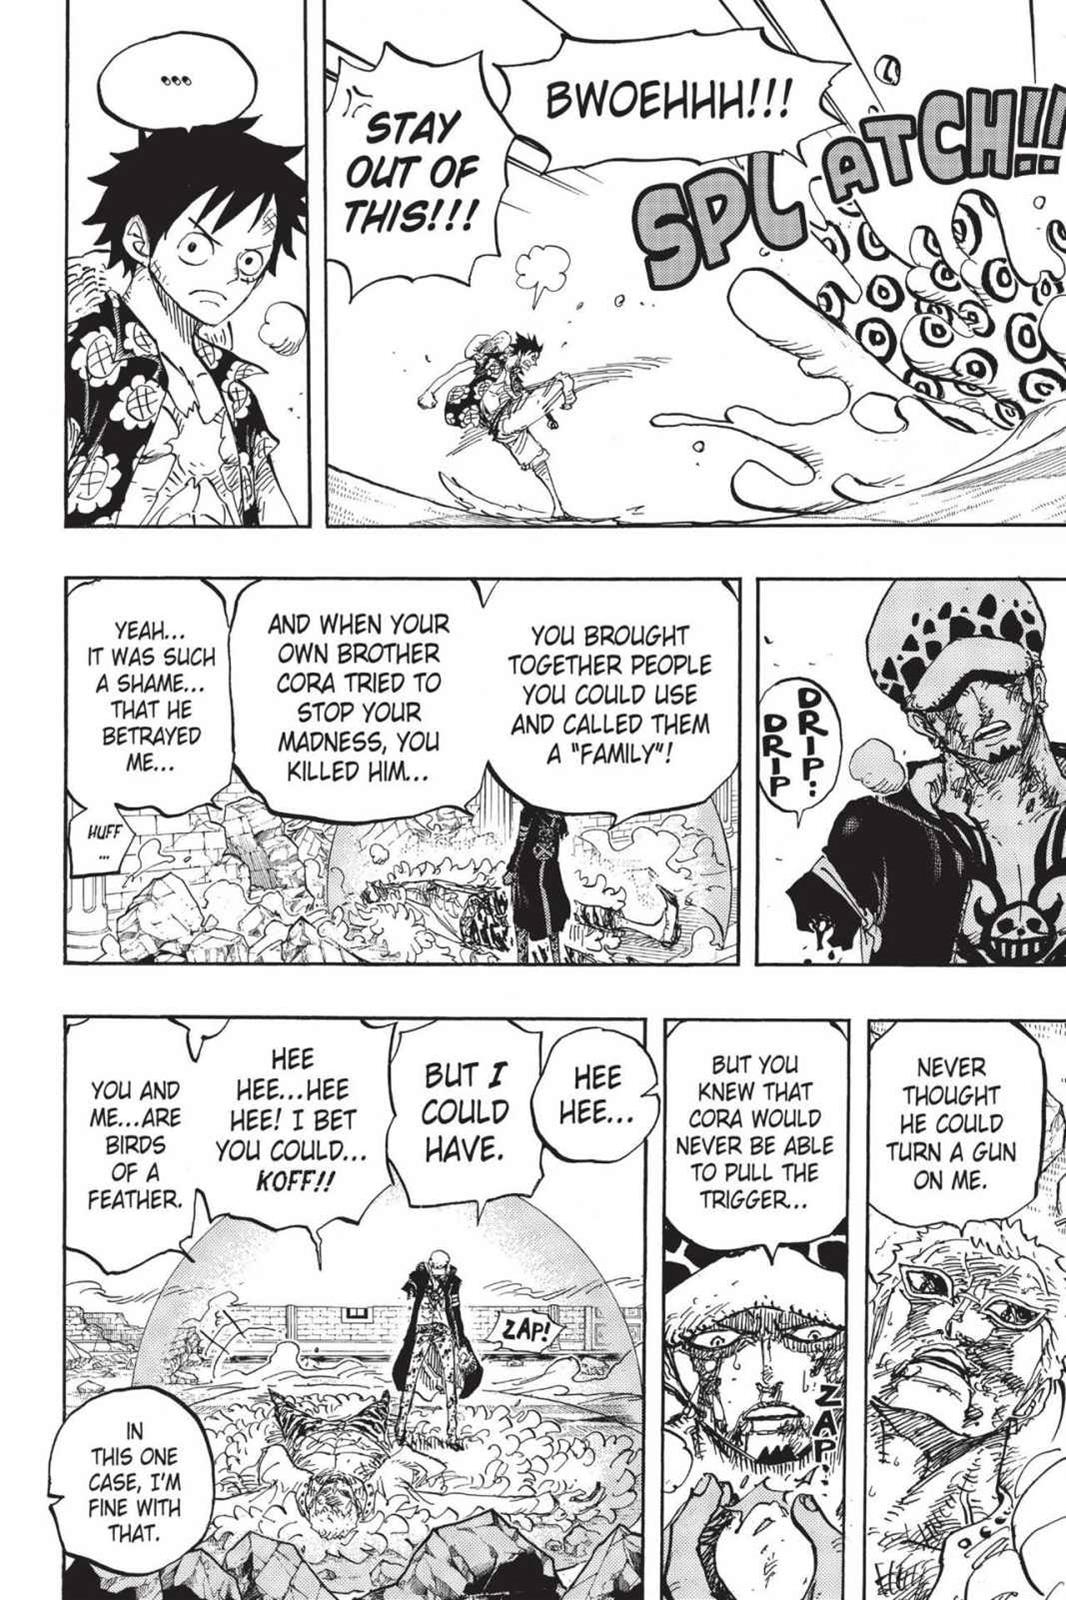 BWOEHHH!!!
SPLATCH!!
STAY
OUT OF
THIS!!!
...
DRIP...
DRIP
YOU BROUGHT
TOGETHER PEOPLE
YOU COULD USE
AND CALLED THEM
A "FAMILY"!
AND WHEN YOUR
OWN BROTHER
CORA TRIED TO
STOP YOUR
MADNESS, YOU
KILLED HIM...
YEAH...
IT WAS SUCH
A SHAME...
THAT HE
BETRAYED
ME...
HUFF
...
NEVER
THOUGHT
HE COULD
TURN A GUN
ON ME.
BUT YOU
KNEW THAT
CORA WOULD
NEVER BE ABLE
TO PULL THE
TRIGGER...
ZAP!
HEE
HEE...
BUT I
COULD
HAVE.
HEE
HEE...HEE
HEE! I BET
YOU COULD...
KOFF!!
YOU AND
ME...ARE
BIRDS
OF A
FEATHER.
ZAP!
IN
THIS ONE
CASE, I'M
FINE WITH
THAT.